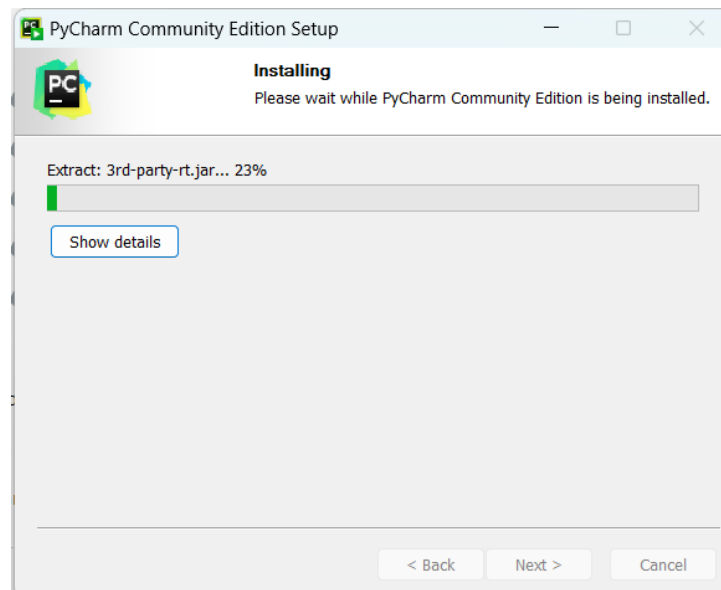 PyCharm Community Edition Setup
PC
Installing
Please wait while PyCharm Community Edition is being installed.
Extract: 3rd-party-rt.jar... 23%
Show details
< Back
Next >
Cancel